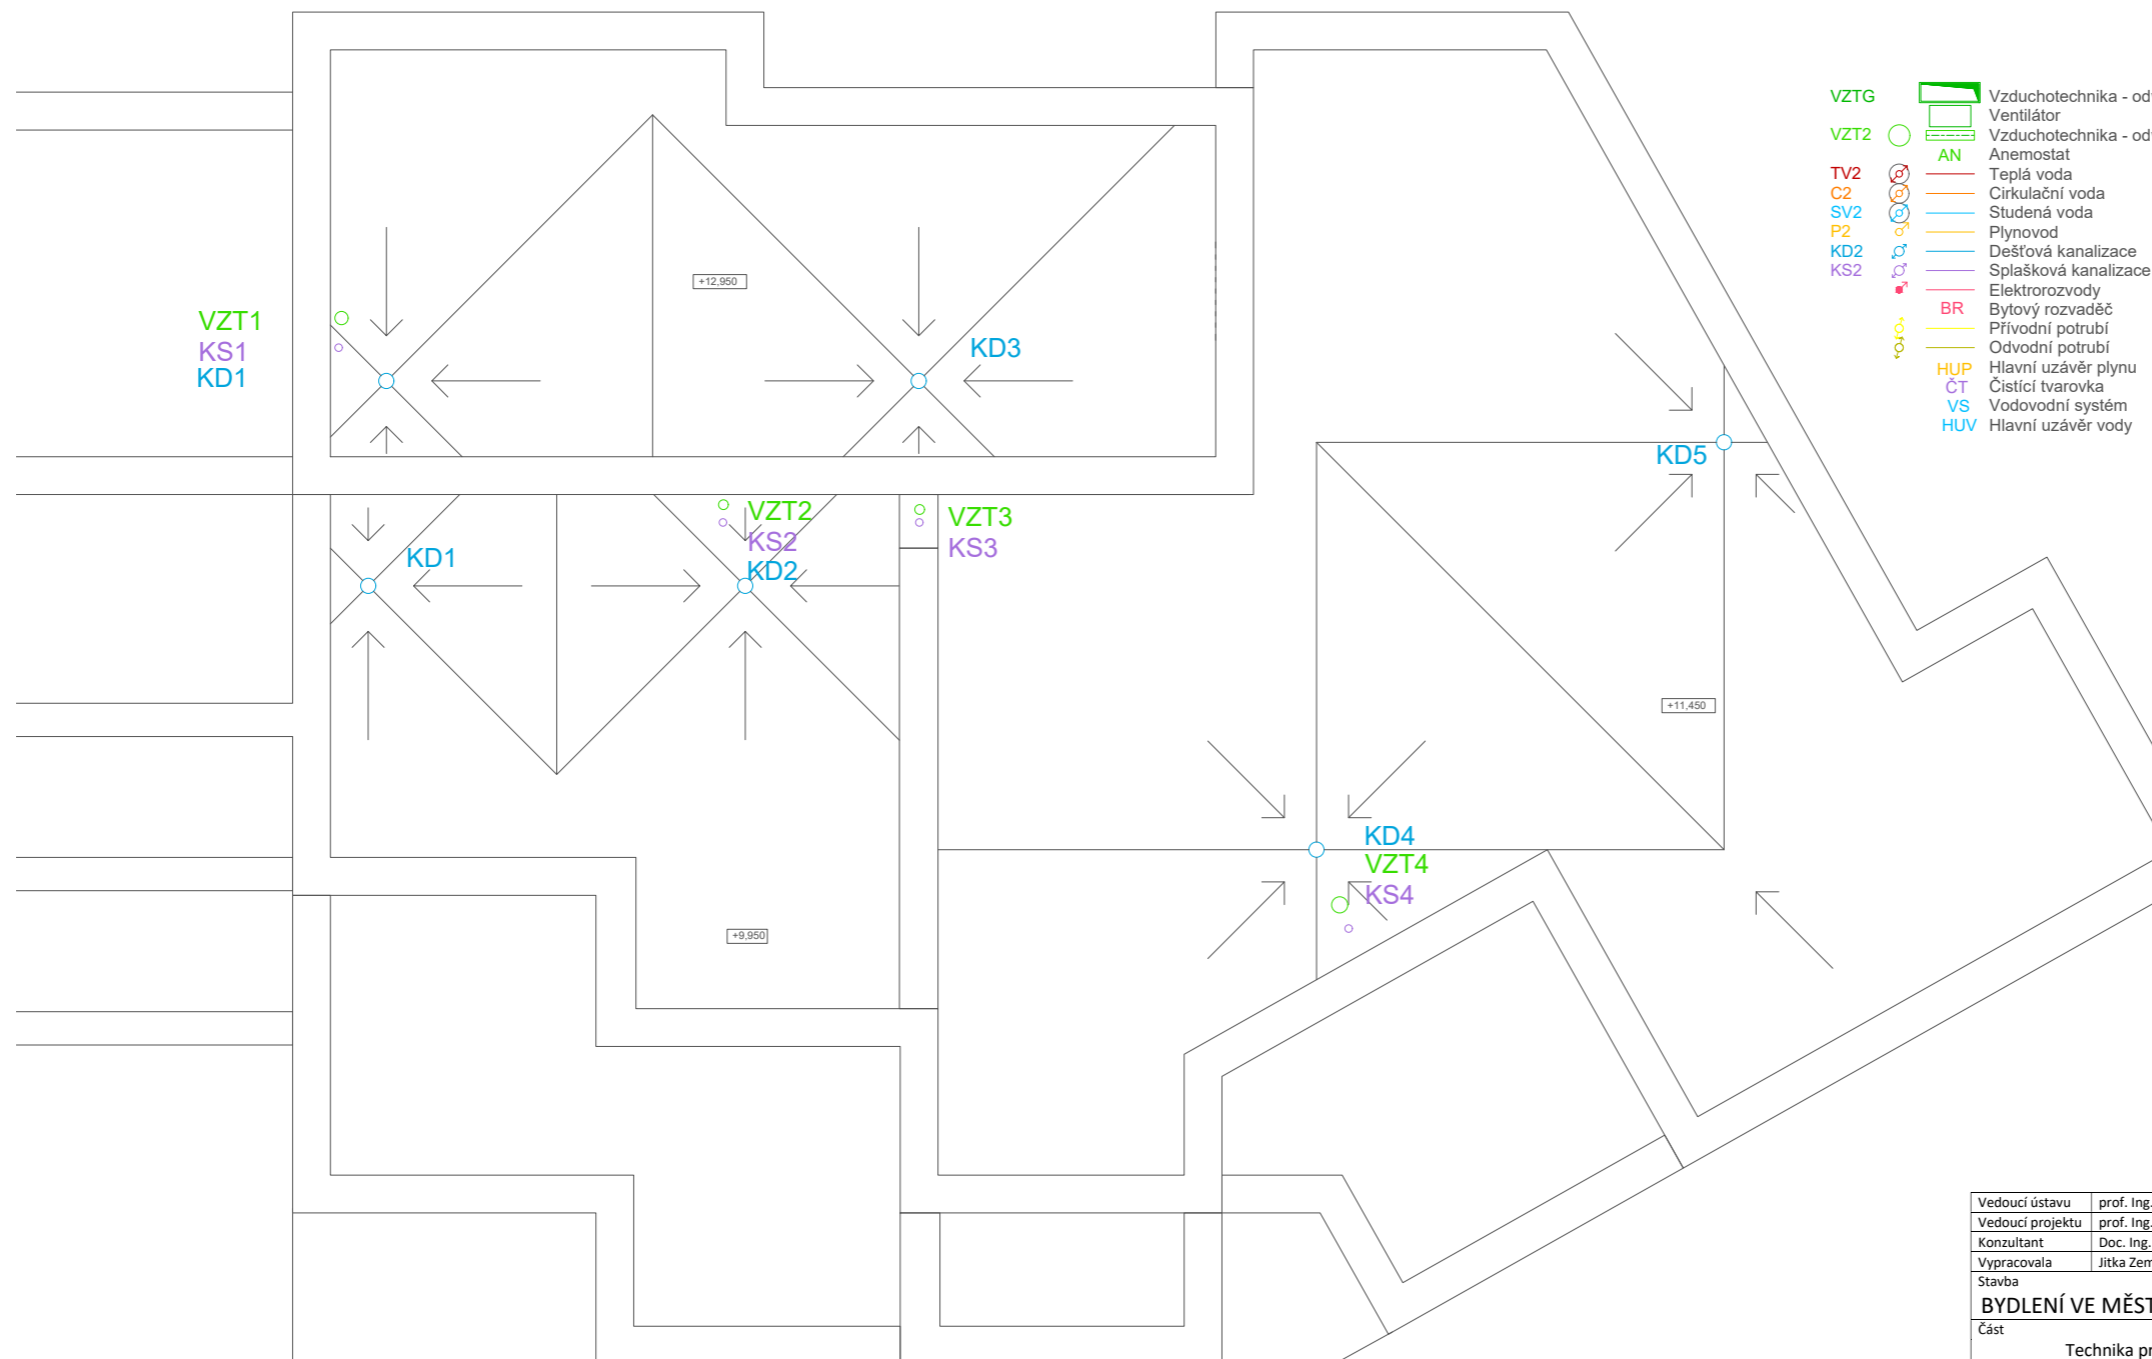 VZTG Vzduchotechnika - od
Ventilátor
VZT2 Vzduchotechnika - od
AN Anemostat
TV2 Teplá voda
C2 Cirkulační voda
SV2 Studená voda
P2 Plynovod
KD2 Dešťová kanalizace
KS2 Splašková kanalizace
Elektrorozvody
BR Bytový rozvaděč
Přívodní potrubí
Odvodní potrubí
HUP Hlavní uzávěr plynu
ČT Čistící tvarovka
VS Vodovodní systém
HUV Hlavní uzávěr vody
+12,950
VZT1
KS1
KD1
KD3
KD5
VZT2
KS2
KD2
VZT3
KS3
KD1
+11,450
KD4
VZT4
KS4
+9,950
Vedoucí ústavu prof. Ing.
Vedoucí projektu prof. Ing.
Konzultant Doc. Ing.
Vypracovala Jitka Zem
Stavba
BYDLENÍ VE MĚST
Část
Technika pr